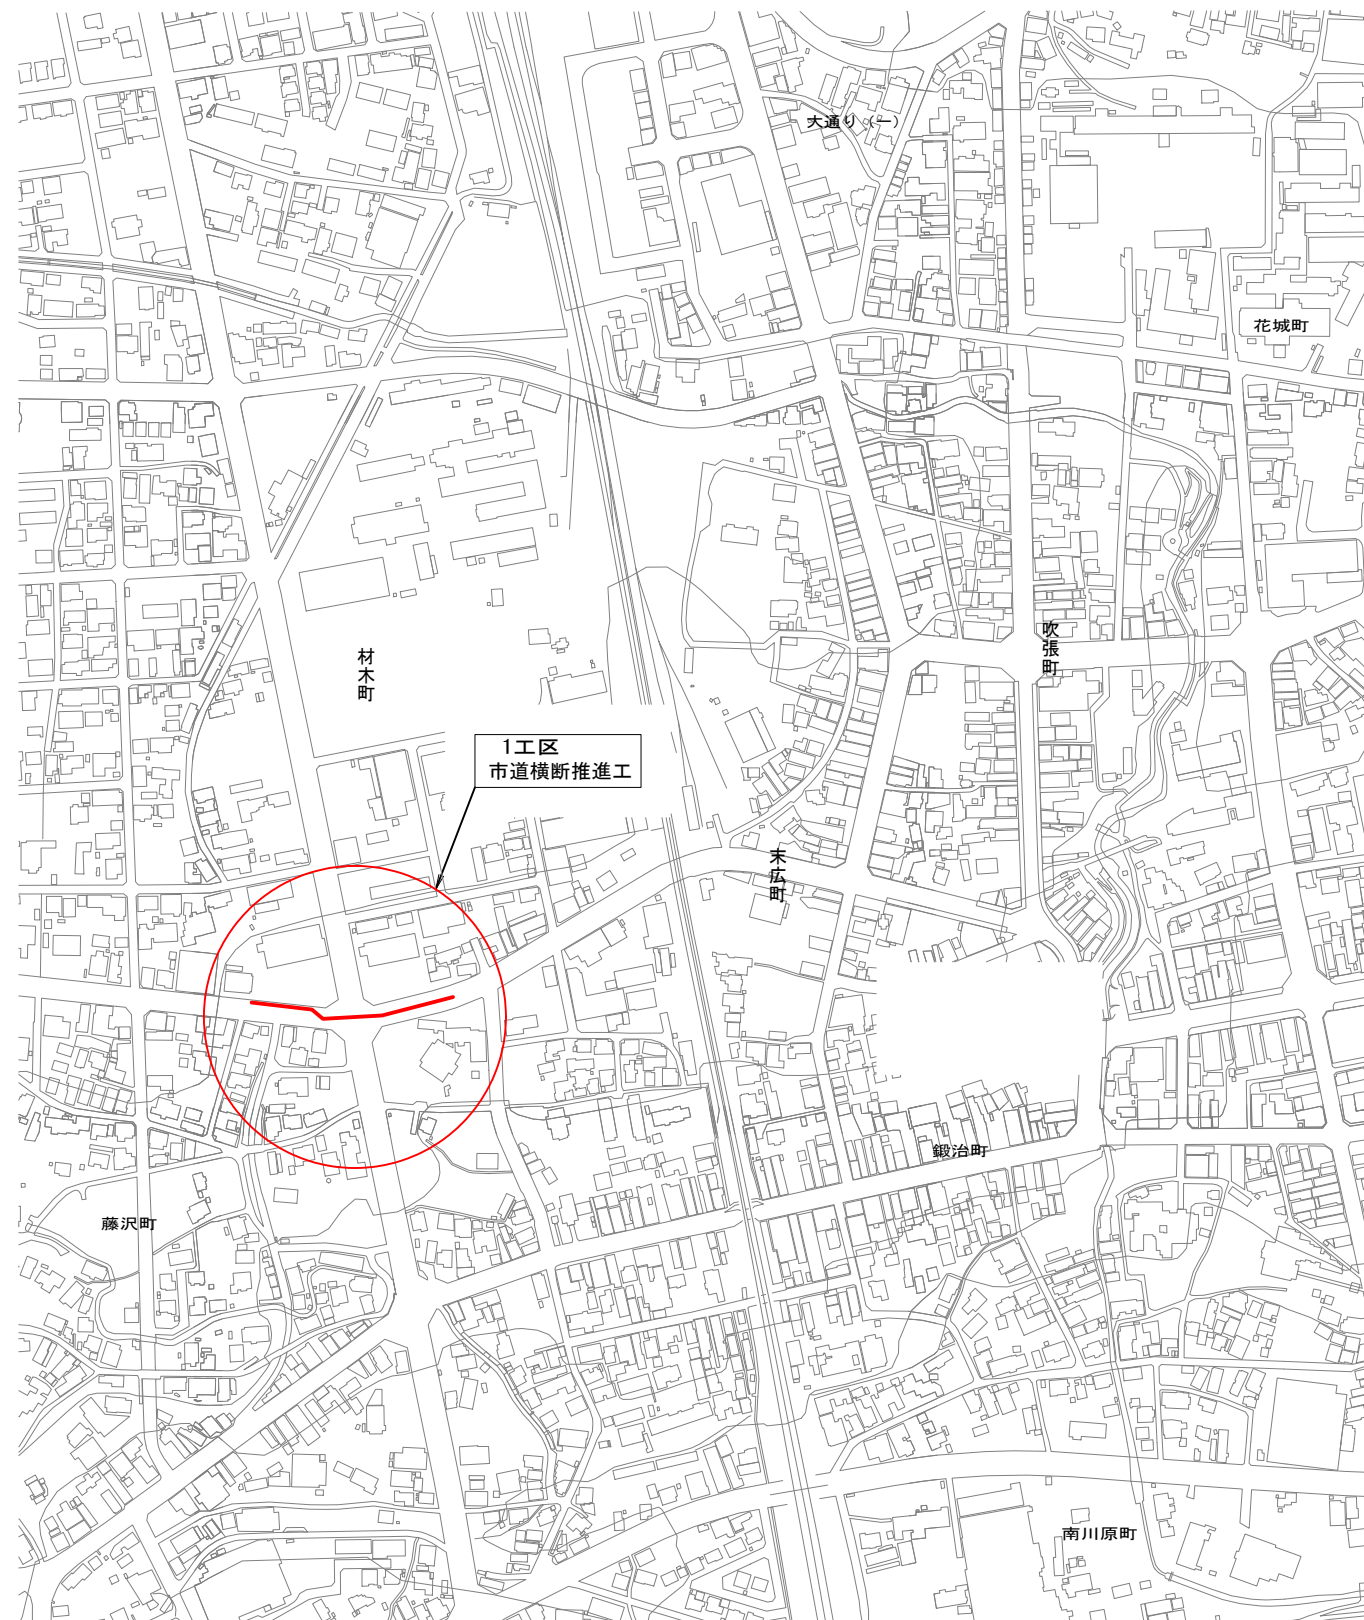 大通り（一）
花城町
吹張町
材木町
1工区
市道横断推進工
末広町
鍛治町
藤沢町
南川原町